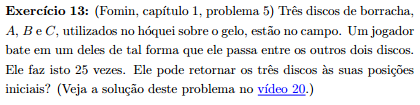 Exercício 13: (Fomin, capítulo 1, problema 5) Três discos de borracha,
A, B e C, utilizados no hóquei sobre o gelo, estão no campo. Um jogador
bate em um deles de tal forma que ele passa entre os outros dois discos.
Ele faz isto 25 vezes. Ele pode retornar os três discos às suas posições
iniciais? (Veja a solução deste problema no vídeo 20.)